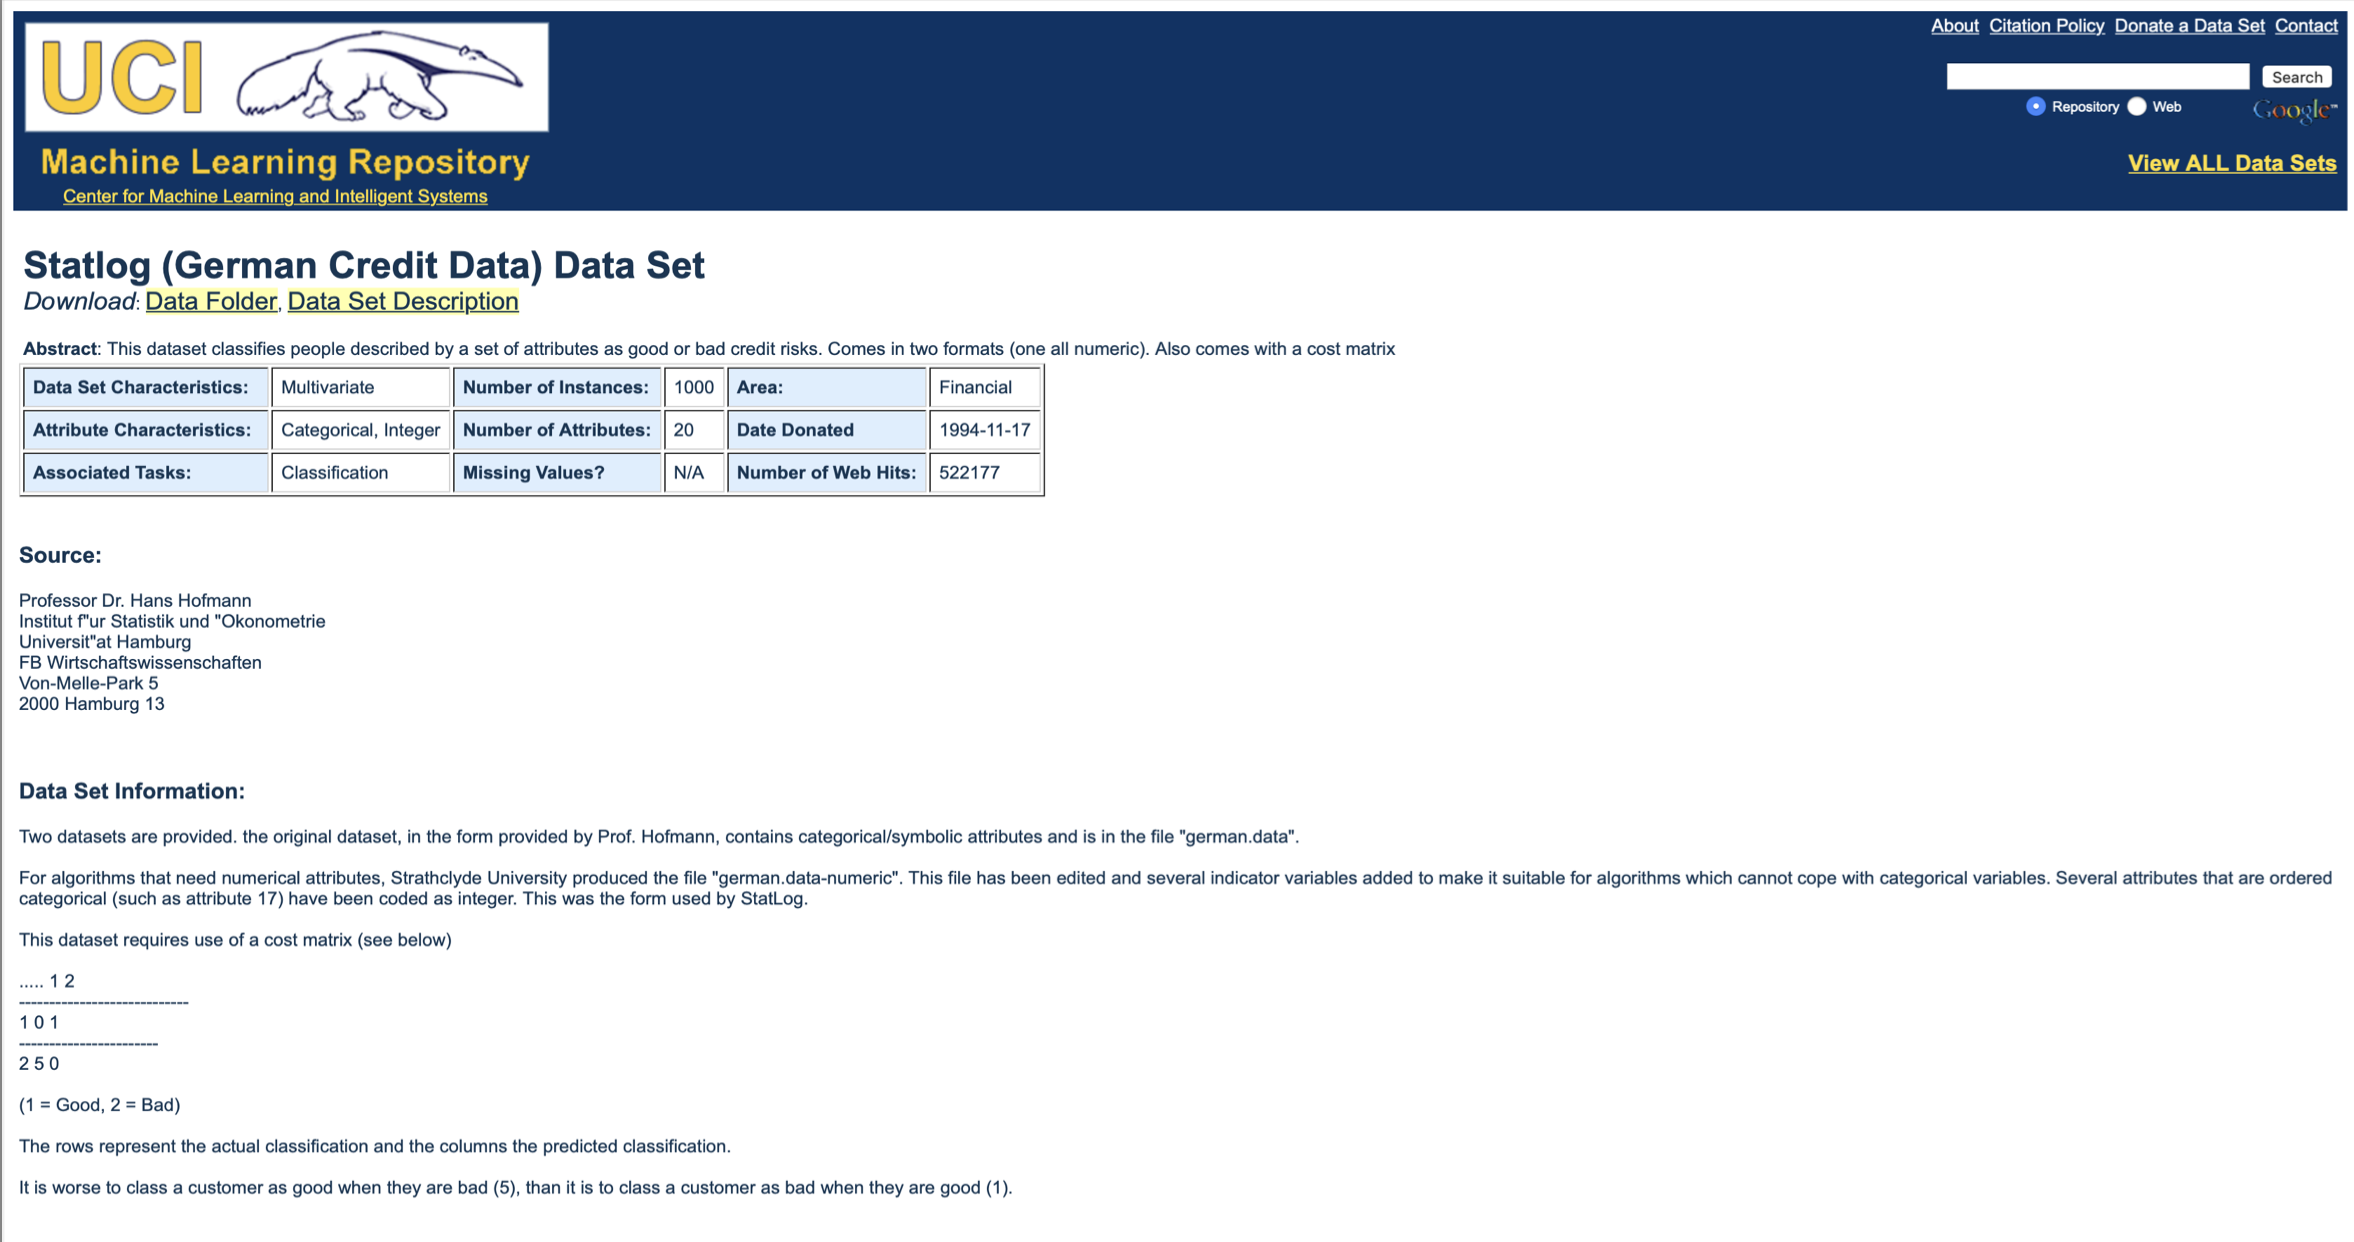 UCI
Machine Learning Repository
Center for Machine Learning and Intelligent Systems
About Citation Policy Donate a Data Set Contact
Search
Repository Web
Google™
View ALL Data Sets
Statlog (German Credit Data) Data Set
Download: Data Folder, Data Set Description
Abstract: This dataset classifies people described by a set of attributes as good or bad credit risks. Comes in two formats (one all numeric). Also comes with a cost matrix
Data Set Characteristics: Multivariate Number of Instances: 1000 Area: Financial
Attribute Characteristics: Categorical, Integer Number of Attributes: 20 Date Donated 1994-11-17
Associated Tasks: Classification Missing Values? N/A Number of Web Hits: 522177
Source:
Professor Dr. Hans Hofmann
Institut f"ur Statistik und "Okonometrie
Universit"at Hamburg
FB Wirtschaftswissenschaften
Von-Melle-Park 5
2000 Hamburg 13
Data Set Information:
Two datasets are provided. the original dataset, in the form provided by Prof. Hofmann, contains categorical/symbolic attributes and is in the file "german.data".
For algorithms that need numerical attributes, Strathclyde University produced the file "german.data-numeric". This file has been edited and several indicator variables added to make it suitable for algorithms which cannot cope with categorical variables. Several attributes that are ordered
categorical (such as attribute 17) have been coded as integer. This was the form used by StatLog.
This dataset requires use of a cost matrix (see below)
..... 1 2
----------------------------
1 0 1
-----------------------
2 5 0
(1 = Good, 2 = Bad)
The rows represent the actual classification and the columns the predicted classification.
It is worse to class a customer as good when they are bad (5), than it is to class a customer as bad when they are good (1).